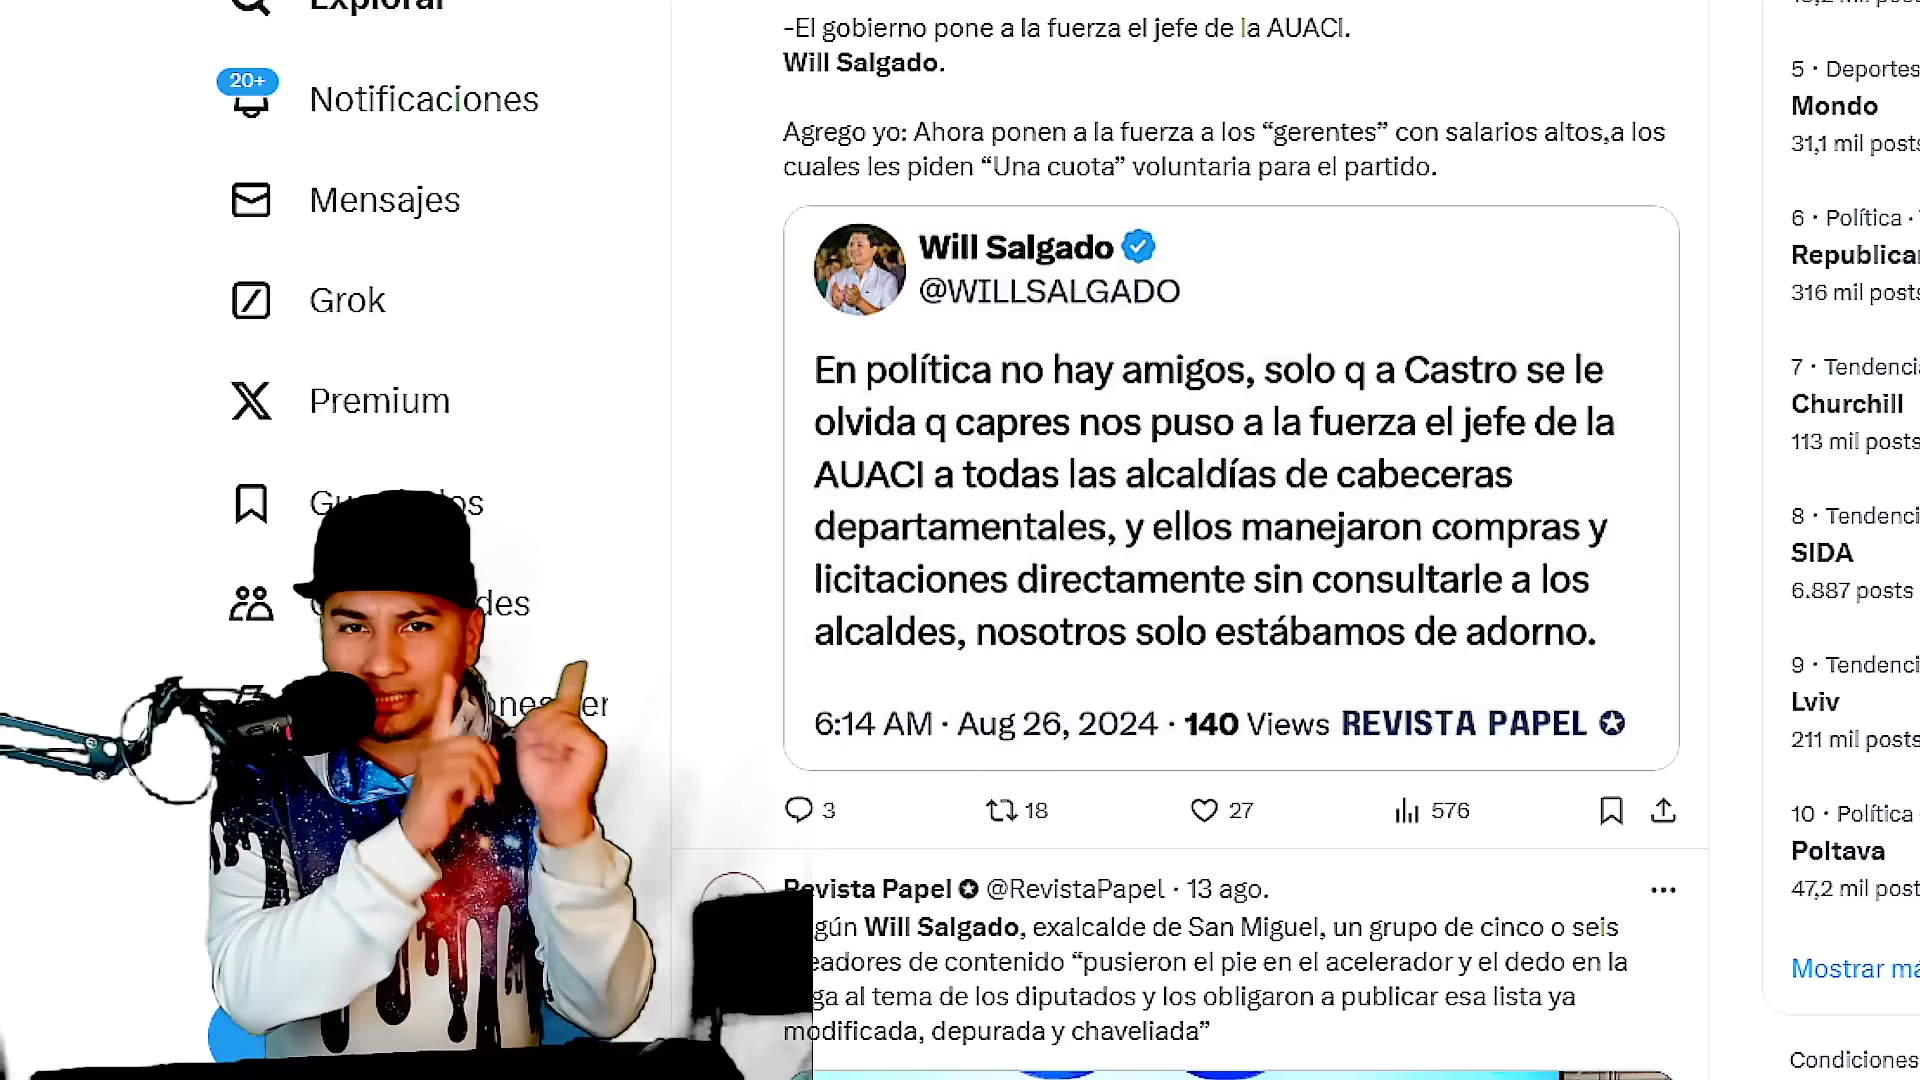 Explorar
20+
Notificaciones
Mensajes
Grok
Premium
-El gobierno pone a la fuerza el jefe de la AUACI.
Will Salgado.
Agrego yo: Ahora ponen a la fuerza a los “gerentes” con salarios altos,a los
cuales les piden “Una cuota” voluntaria para el partido.
Will Salgado
@WILLSALGADO
En política no hay amigos, solo q a Castro se le
olvida q capres nos puso a la fuerza el jefe de la
AUACI a todas las alcaldías de cabeceras
departamentales, y ellos manejaron compras y
licitaciones directamente sin consultarle a los
alcaldes, nosotros solo estábamos de adorno.
6:14 AM · Aug 26, 2024 · 140 Views REVISTA PAPEL
3 18 27 576
Revista Papel @RevistaPapel · 13 ago.
gún Will Salgado, exalcalde de San Miguel, un grupo de cinco o seis
eadores de contenido “pusieron el pie en el acelerador y el dedo en la
ga al tema de los diputados y los obligaron a publicar esa lista ya
modificada, depurada y chaveliada”
5 · Deportes
Mondo
31,1 mil posts
6 · Política ·
Republica
316 mil posts
7 · Tendenci
Churchill
113 mil posts
8 · Tendenci
SIDA
6.887 posts
9 · Tendenci
Lviv
211 mil posts
10 · Política
Poltava
47,2 mil post
Mostrar má
Condiciones